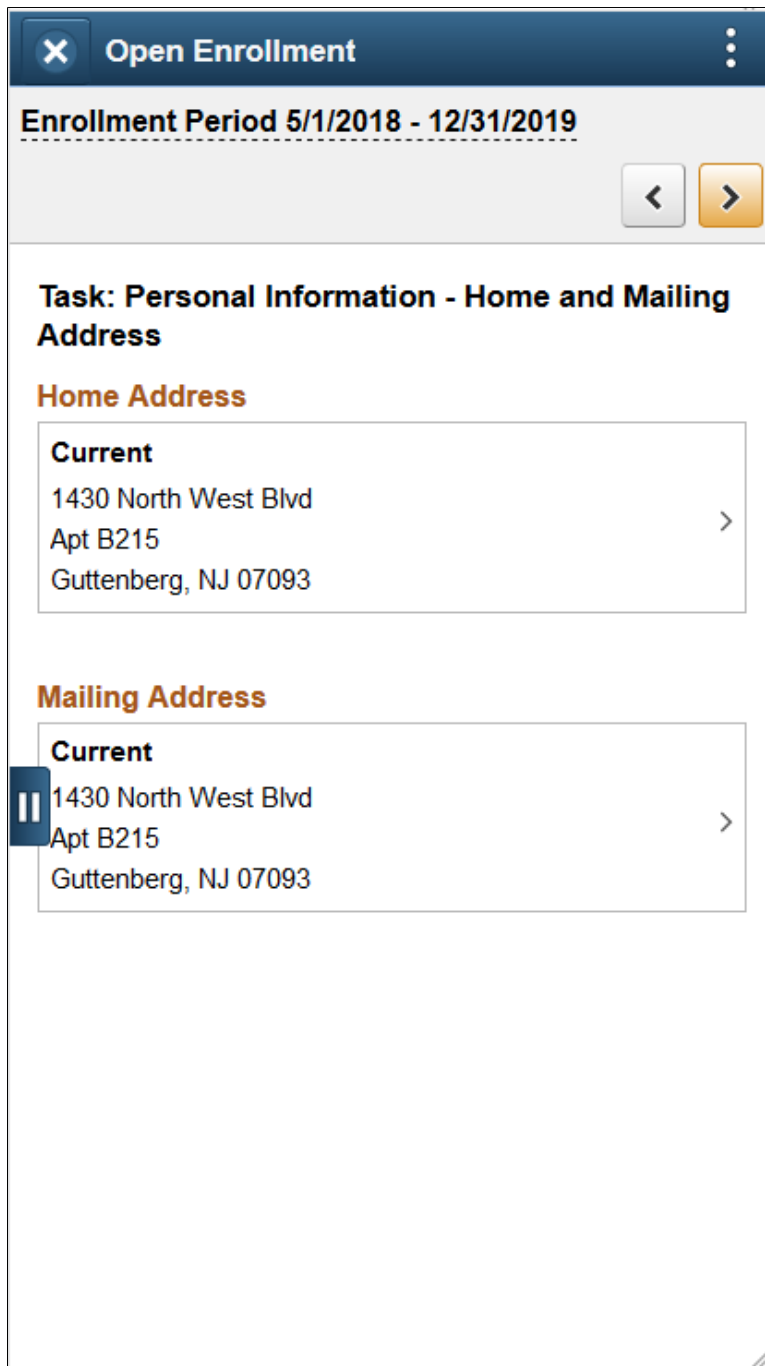 Open Enrollment
Enrollment Period 5/1/2018 - 12/31/2019
Task: Personal Information - Home and Mailing
Address
Home Address
Current
1430 North West Blvd
Apt B215
Guttenberg, NJ 07093
Mailing Address
Current
1430 North West Blvd
Apt B215
Guttenberg, NJ 07093